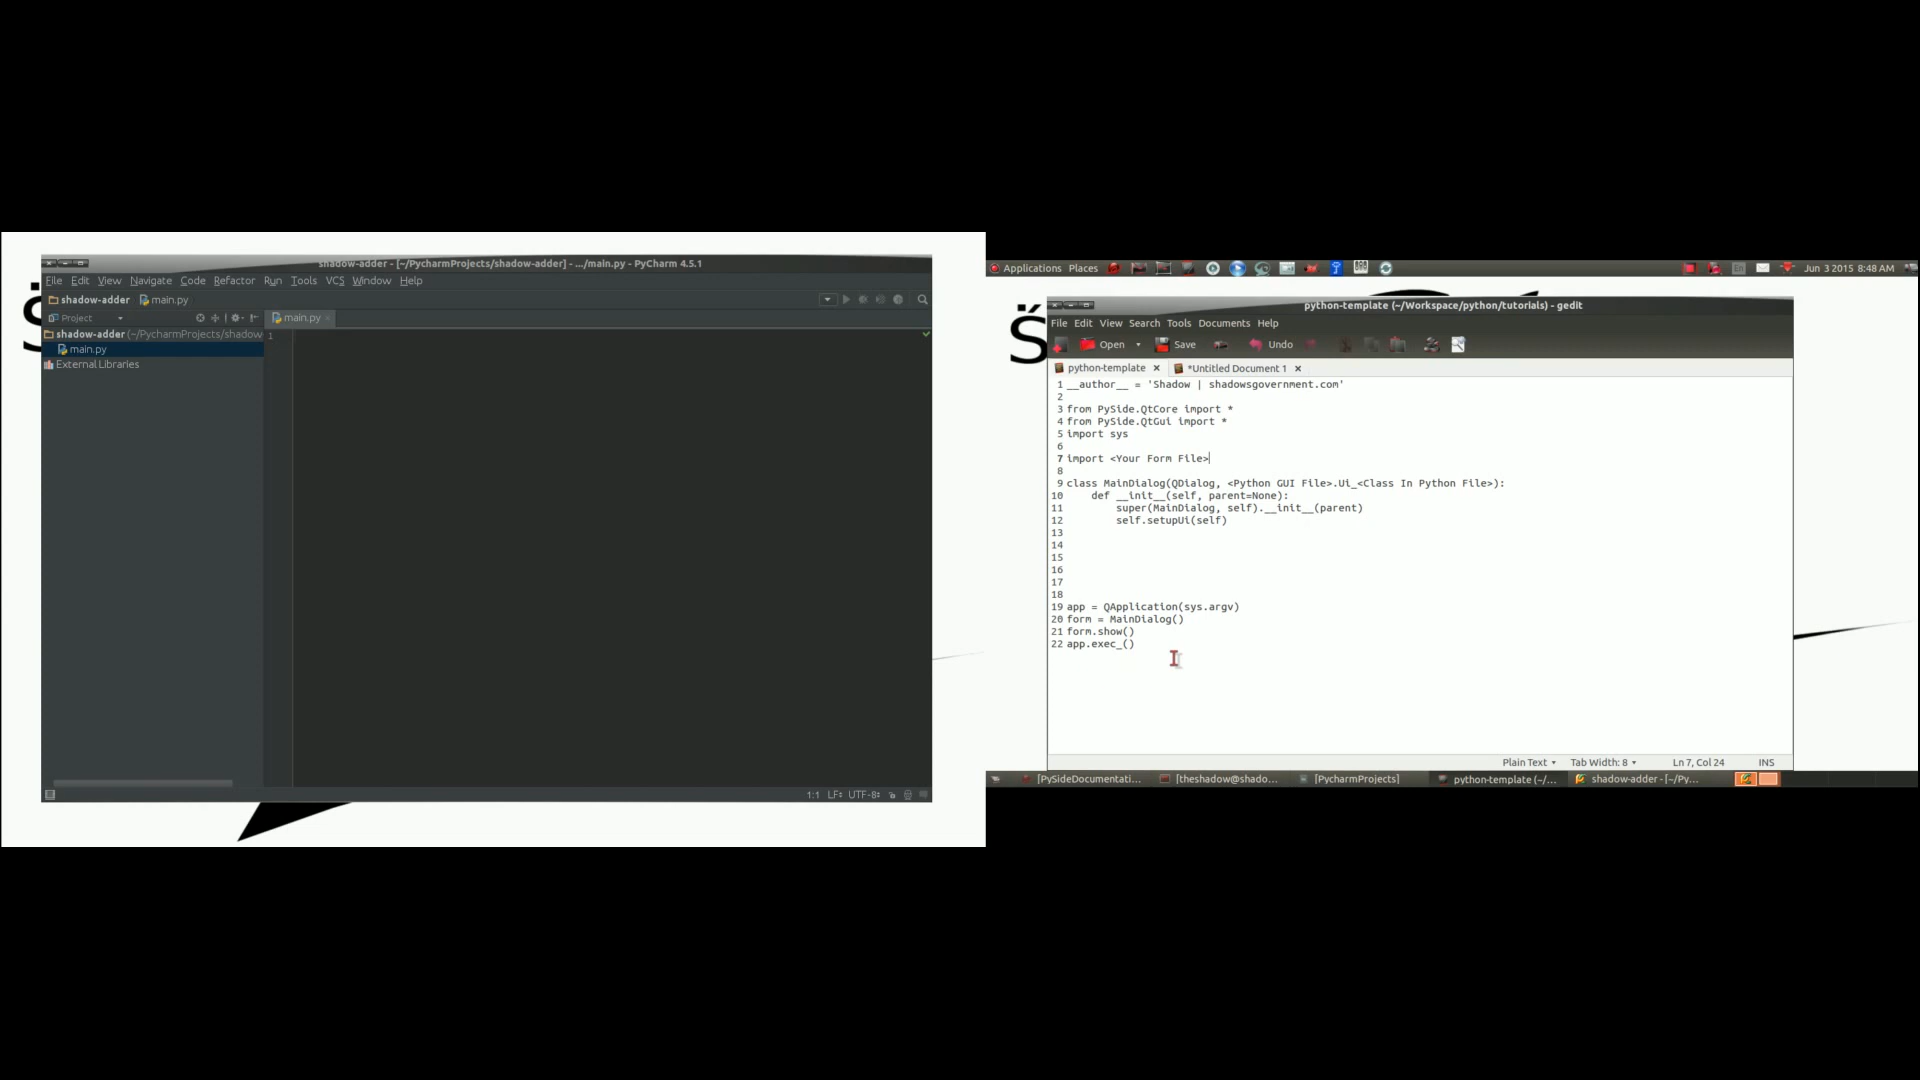 shadow-adder - [~/PycharmProjects/shadow-adder] - .../main.py - PyCharm 4.5.1
File Edit View Navigate Code Refactor Run Tools VCS Window Help
shadow-adder main.py
Project main.py
shadow-adder (~/PycharmProjects/shadow 1
main.py
External Libraries
1:1 LF UTF-8
Applications Places Jun 3 2015 8:48 AM
python-template (~/Workspace/python/tutorials) - gedit
File Edit View Search Tools Documents Help
Open Save Undo
python-template *Untitled Document 1
1 __author__ = 'Shadow | shadowsgovernment.com'
2
3 from PySide.QtCore import *
4 from PySide.QtGui import *
5 import sys
6
7 import <Your Form File>
8
9 class MainDialog(QDialog, <Python GUI File>.Ui_<Class In Python File>):
10     def __init__(self, parent=None):
11         super(MainDialog, self).__init__(parent)
12         self.setupUi(self)
13
14
15
16
17
18
19 app = QApplication(sys.argv)
20 form = MainDialog()
21 form.show()
22 app.exec_()
Plain Text Tab Width: 8 Ln 7, Col 24 INS
[PySideDocumentati... [theshadow@shado... [PycharmProjects] python-template (~/... shadow-adder - [~/Py...